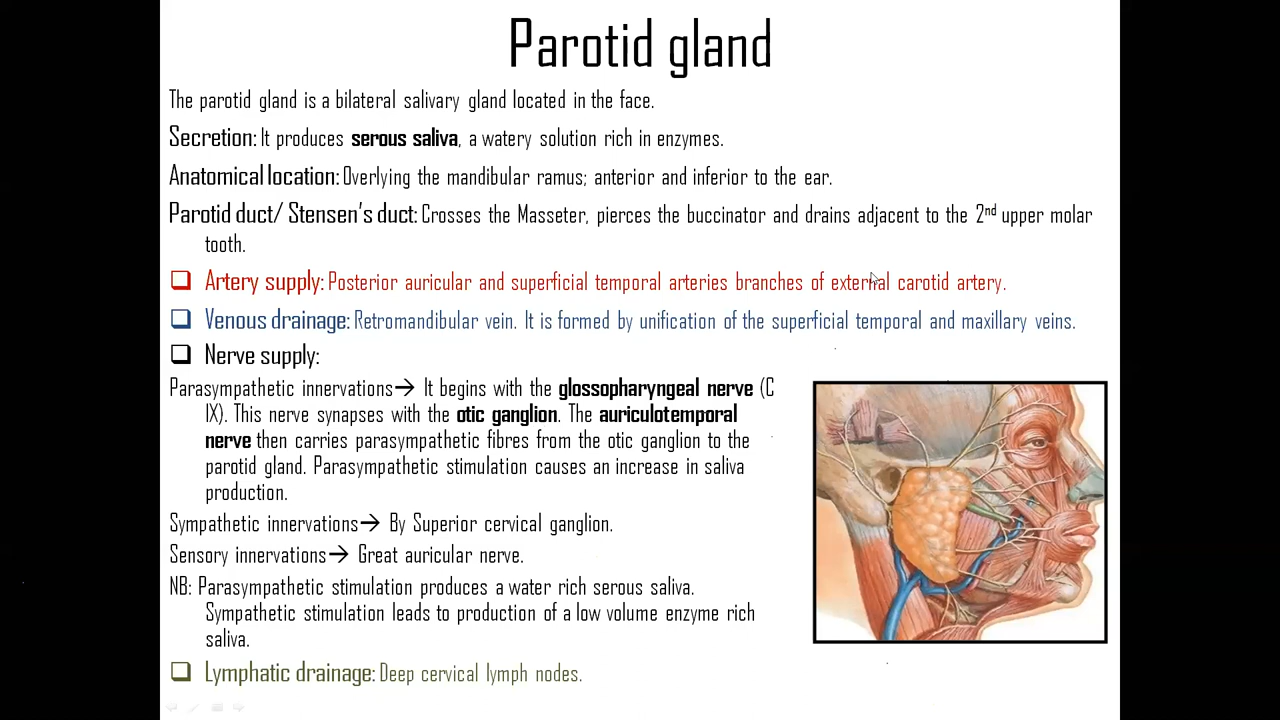 Parotid gland
The parotid gland is a bilateral salivary gland located in the face.
Secretion: It produces serous saliva, a watery solution rich in enzymes.
Anatomical location: Overlying the mandibular ramus; anterior and inferior to the ear.
Parotid duct/ Stensen's duct: Crosses the Masseter, pierces the buccinator and drains adjacent to the 2nd upper molar
tooth.
Artery supply: Posterior auricular and superficial temporal arteries branches of external carotid artery.
Venous drainage: Retromandibular vein. It is formed by unification of the superficial temporal and maxillary veins.
Nerve supply:
Parasympathetic innervations→ It begins with the glossopharyngeal nerve (C
IX). This nerve synapses with the otic ganglion. The auriculotemporal
nerve then carries parasympathetic fibres from the otic ganglion to the
parotid gland. Parasympathetic stimulation causes an increase in saliva
production.
Sympathetic innervations→ By Superior cervical ganglion.
Sensory innervations→ Great auricular nerve.
NB: Parasympathetic stimulation produces a water rich serous saliva.
Sympathetic stimulation leads to production of a low volume enzyme rich
saliva.
Lymphatic drainage: Deep cervical lymph nodes.